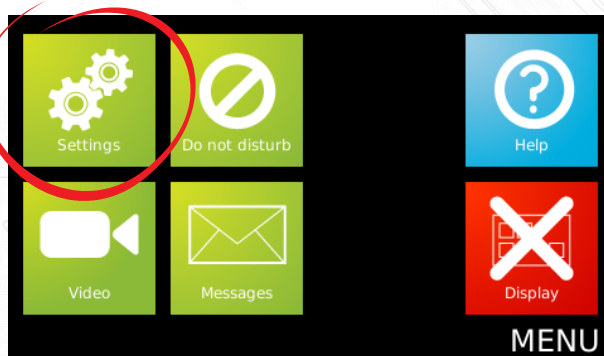 Settings
Do not disturb
Help
Video
Messages
Display
MENU